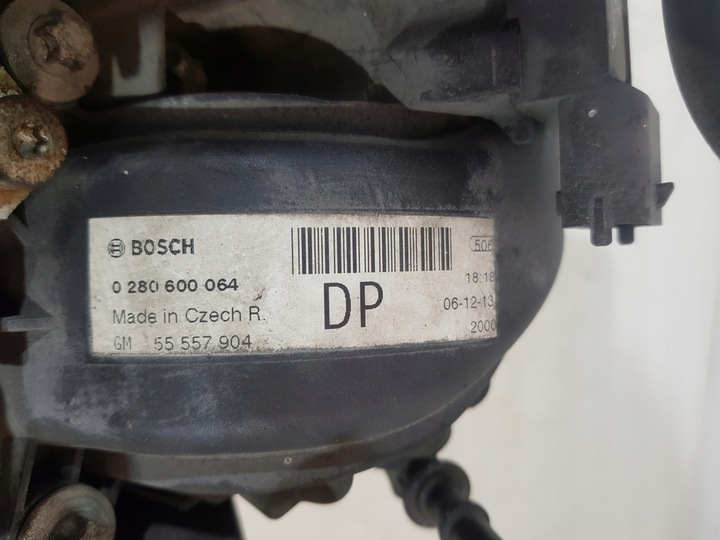 BOSCH
506
0 280 600 064
18:18
Made in Czech R.
DP
06-12-13
GM 55 557 904
2000